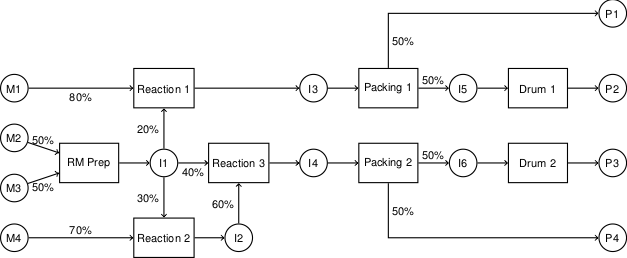 P1
50%
M1
80%
Reaction 1
I3
Packing 1
50%
I5
Drum 1
P2
20%
M2
50%
RM Prep
I1
40%
Reaction 3
I4
Packing 2
50%
I6
Drum 2
P3
M3
50%
30%
60%
50%
M4
70%
Reaction 2
I2
P4